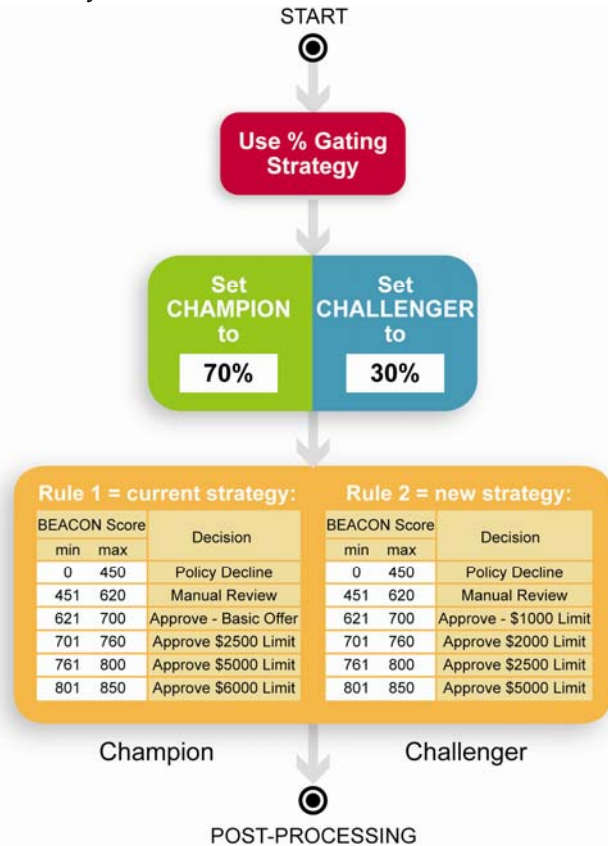 START
Use % Gating
Strategy
Set
CHAMPION
to
70%
Set
CHALLENGER
to
30%
Rule 1 = current strategy:
BEACON Score Decision
min max
0 450 Policy Decline
451 620 Manual Review
621 700 Approve - Basic Offer
701 760 Approve $2500 Limit
761 800 Approve $5000 Limit
801 850 Approve $6000 Limit
Rule 2 = new strategy:
BEACON Score Decision
min max
0 450 Policy Decline
451 620 Manual Review
621 700 Approve - $1000 Limit
701 760 Approve $2000 Limit
761 800 Approve $2500 Limit
801 850 Approve $5000 Limit
Champion
Challenger
POST-PROCESSING